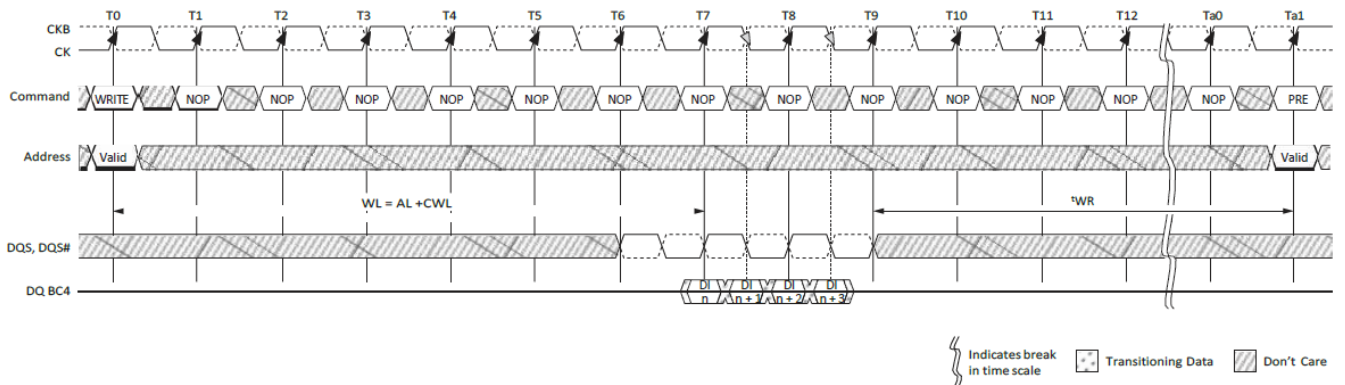 T0 T1 T2 T3 T4 T5 T6 T7 T8 T9 T10 T11 T12 Ta0 Ta1
CKB
CK
Command WRITE NOP NOP NOP NOP NOP NOP NOP NOP NOP NOP NOP NOP NOP PRE
Address Valid Valid
WL = AL +CWL tWR
DQS, DQS#
DQ BC4 DI DI DI DI
n n + 1 n + 2 n + 3
Indicates break Transitioning Data Don't Care
in time scale